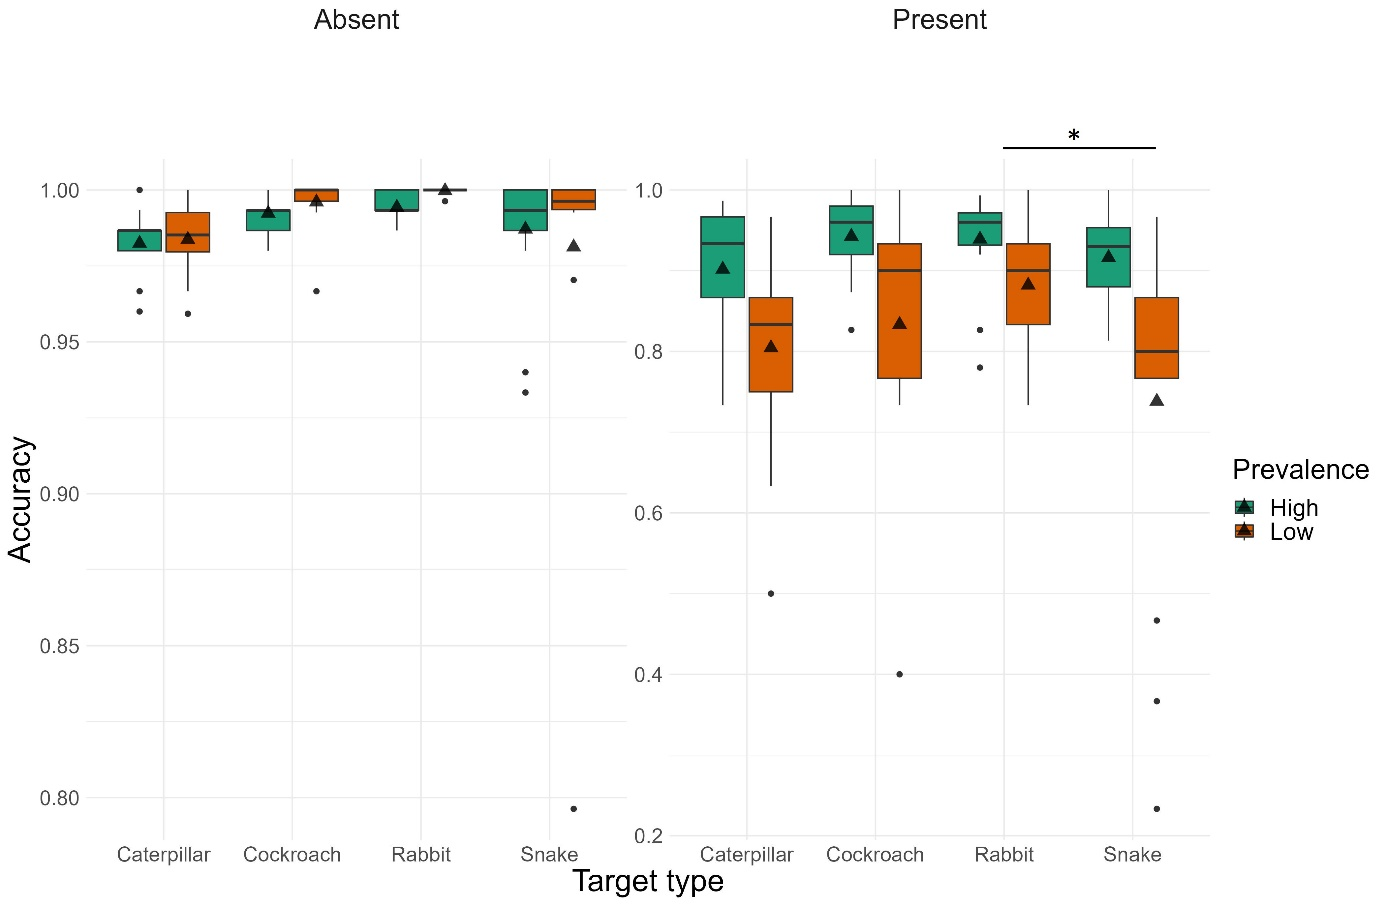 Absent
Present
*
1.00
0.95
0.90
0.85
0.80
1.0
0.8
0.6
0.4
0.2
Accuracy
Caterpillar Cockroach Rabbit Snake
Caterpillar Cockroach Rabbit Snake
Target type
Prevalence
High
Low